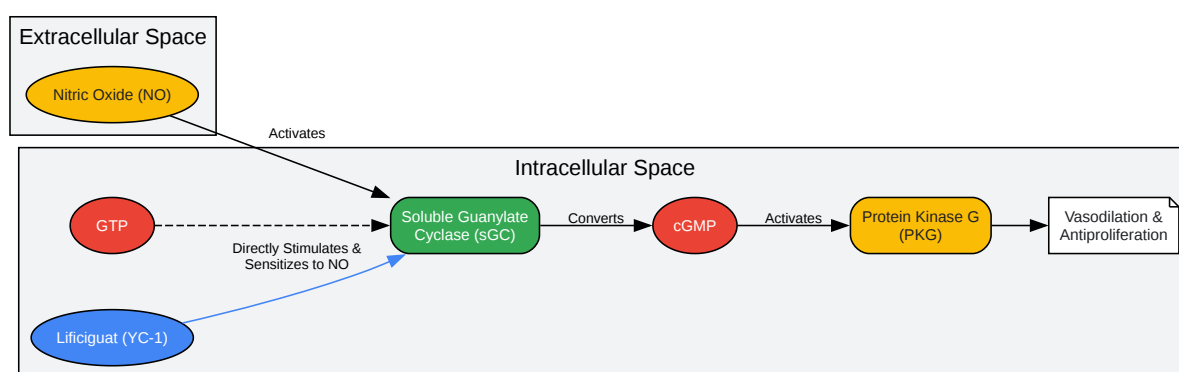 Extracellular Space
Nitric Oxide (NO)
Activates
Intracellular Space
GTP
Directly Stimulates &
Sensitizes to NO
Soluble Guanylate
Cyclase (sGC)
Converts
cGMP
Activates
Protein Kinase G
(PKG)
Vasodilation &
Antiproliferation
Lificiguat (YC-1)